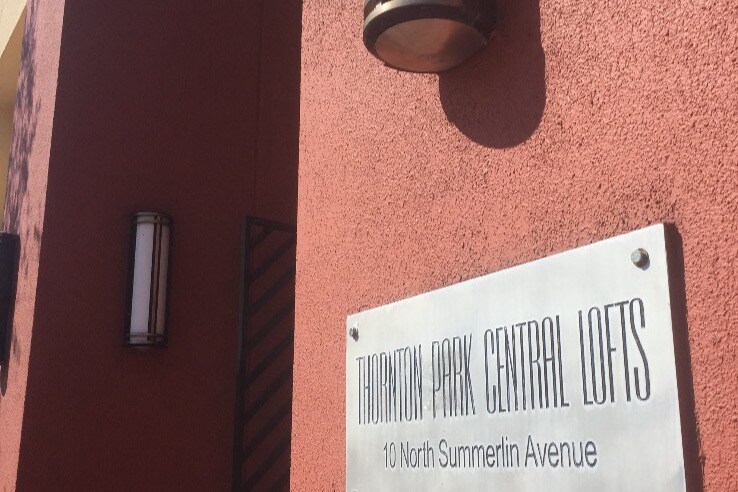 THORNTON PARK CENTRAL LOFTS
10 North Summerlin Avenue